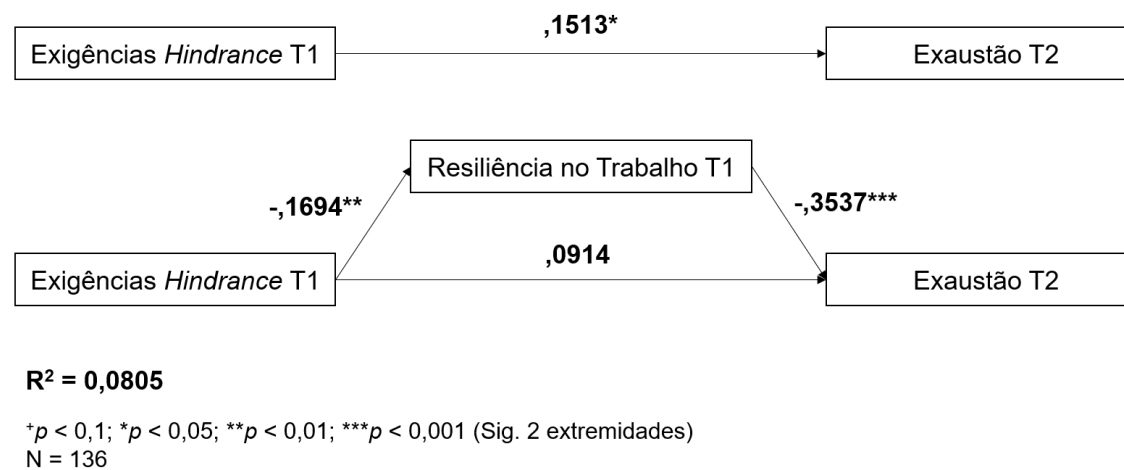 ,1513*
Exigências Hindrance T1
Exaustão T2
Resiliência no Trabalho T1
-,1694**
-,3537***
,0914
Exigências Hindrance T1
Exaustão T2
R² = 0,0805
⁺p < 0,1; *p < 0,05; **p < 0,01; ***p < 0,001 (Sig. 2 extremidades)
N = 136